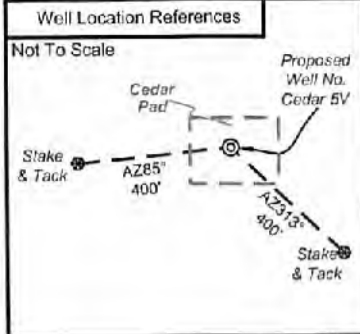 Well Location References
Not To Scale
Proposed
Well No.
Cedar 5V
Cedar
Pad
Stake
& Tack
AZ85°
400'
AZ313°
400'
Stake
& Tack